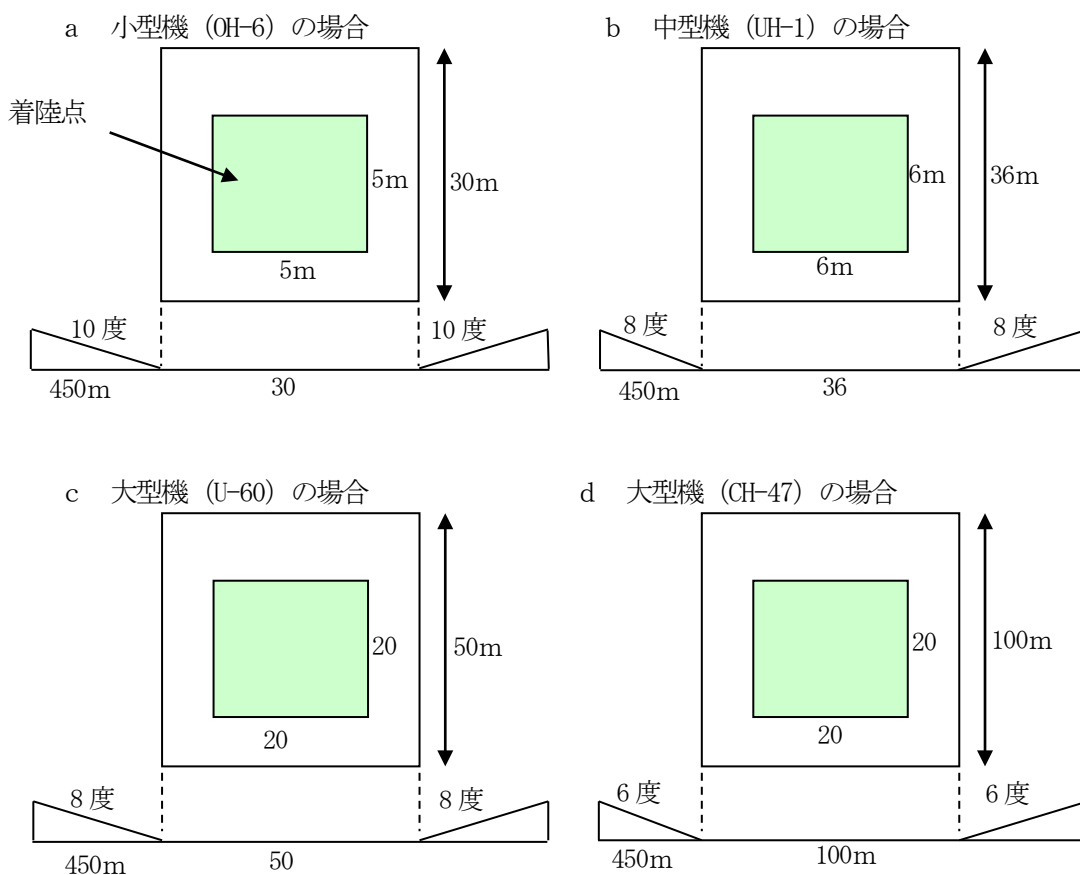 a 小型機（OH-6）の場合
着陸点
5m
30m
5m
10度
10度
450m
30
b 中型機（UH-1）の場合
6m
36m
6m
8度
8度
450m
36
c 大型機（U-60）の場合
20
50m
20
8度
8度
450m
50
d 大型機（CH-47）の場合
20
100m
20
6度
6度
450m
100m